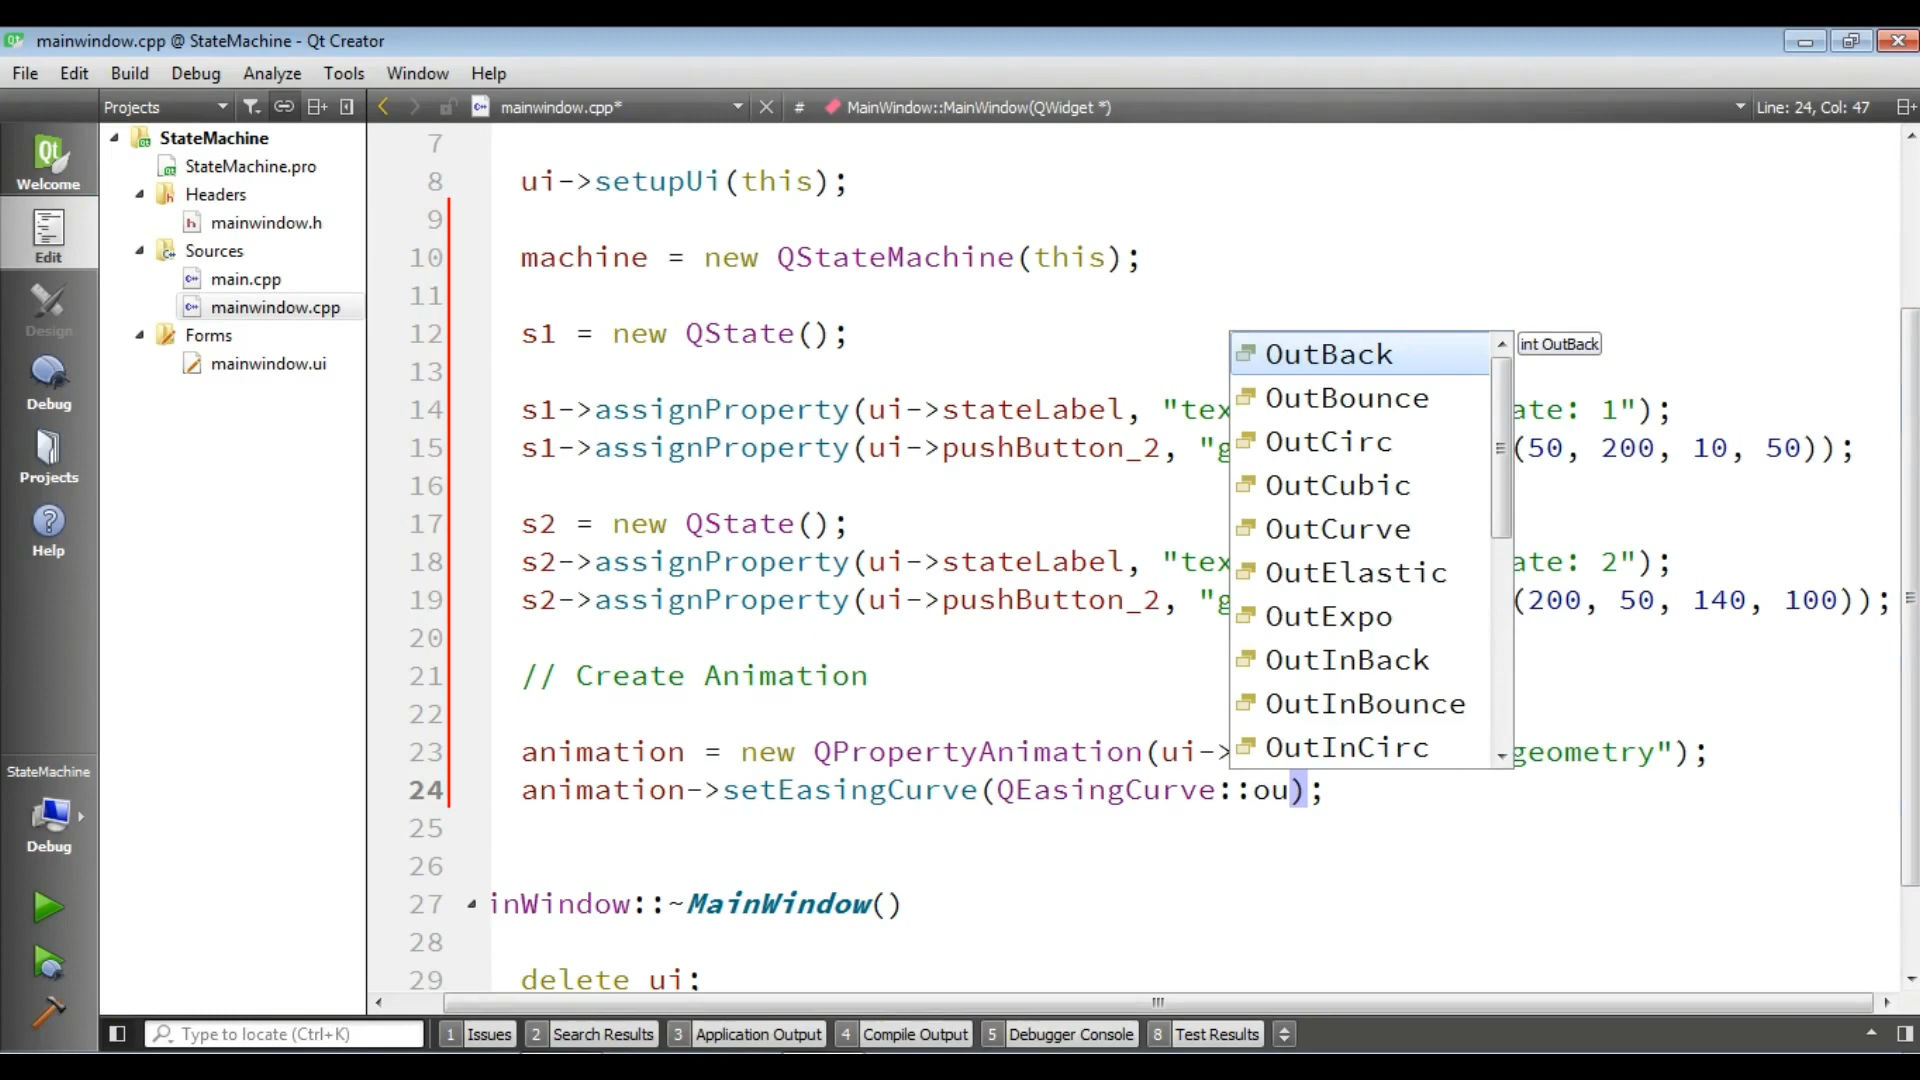 mainwindow.cpp @ StateMachine - Qt Creator
File Edit Build Debug Analyze Tools Window Help
Projects mainwindow.cpp* # MainWindow::MainWindow(QWidget *) Line: 24, Col: 47
Welcome
Edit
Design
Debug
Projects
Help
StateMachine
Debug
StateMachine
StateMachine.pro
Headers
mainwindow.h
Sources
main.cpp
mainwindow.cpp
Forms
mainwindow.ui
7
8 ui->setupUi(this);
9
10 machine = new QStateMachine(this);
11
12 s1 = new QState();
13
14 s1->assignProperty(ui->stateLabel, "tex ate: 1");
15 s1->assignProperty(ui->pushButton_2, "g (50, 200, 10, 50));
16
17 s2 = new QState();
18 s2->assignProperty(ui->stateLabel, "tex ate: 2");
19 s2->assignProperty(ui->pushButton_2, "g (200, 50, 140, 100));
20
21 // Create Animation
22
23 animation = new QPropertyAnimation(ui-> geometry");
24 animation->setEasingCurve(QEasingCurve::ou);
25
26
27 inWindow::~MainWindow()
28
29 delete ui;
OutBack
OutBounce
OutCirc
OutCubic
OutCurve
OutElastic
OutExpo
OutInBack
OutInBounce
OutInCirc
int OutBack
Type to locate (Ctrl+K) 1 Issues 2 Search Results 3 Application Output 4 Compile Output 5 Debugger Console 8 Test Results